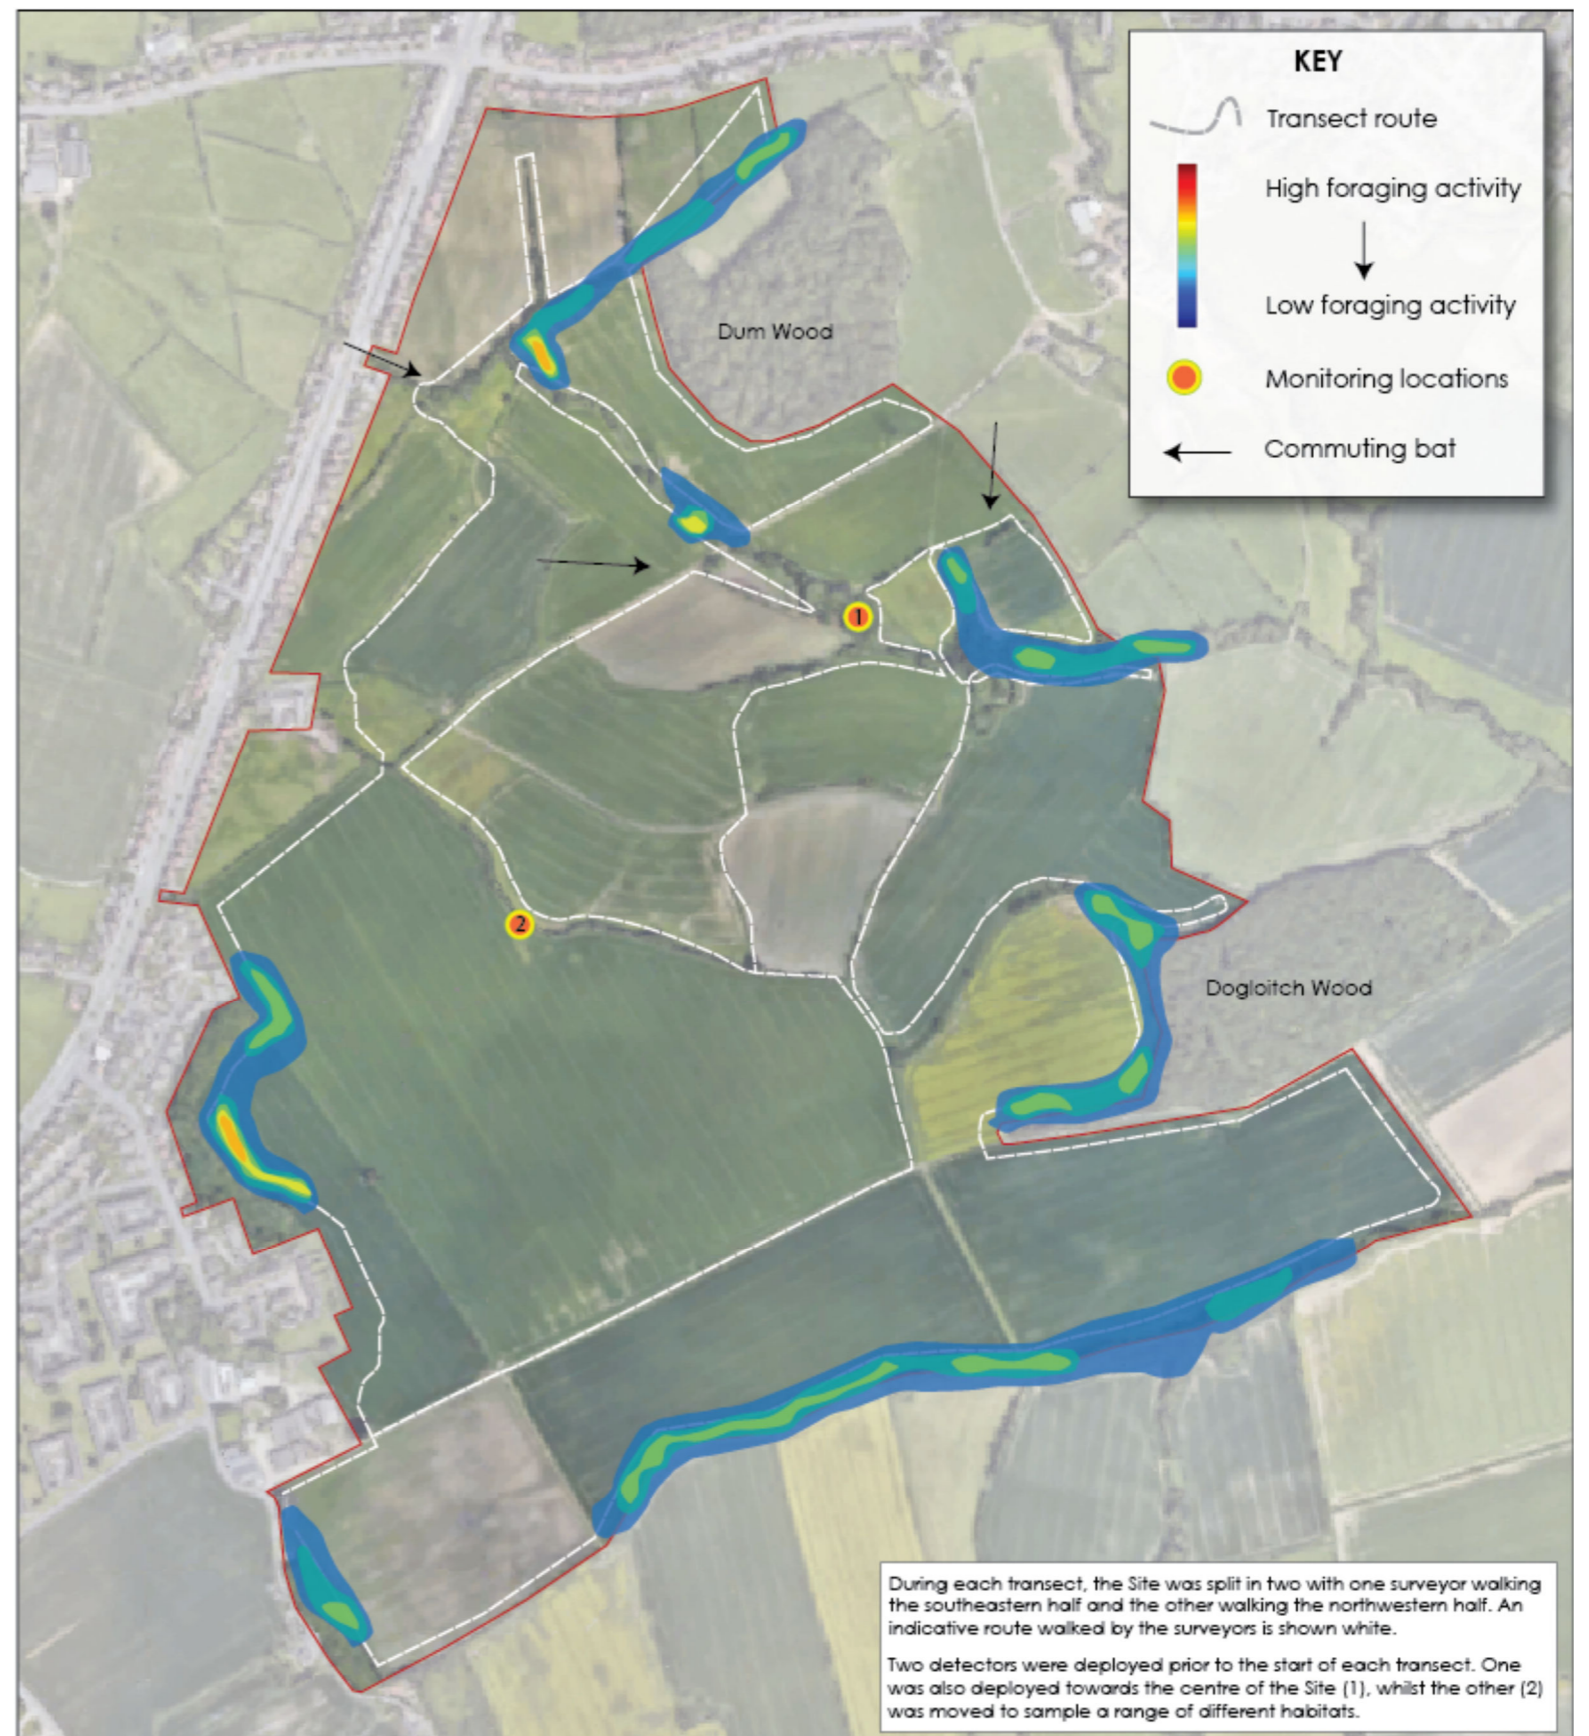 KEY
Transect route
High foraging activity
Low foraging activity
Monitoring locations
Commuting bat
Dum Wood
1
2
Dogloitch Wood
During each transect, the Site was split in two with one surveyor walking
the southeastern half and the other walking the northwestern half. An
indicative route walked by the surveyors is shown white.
Two detectors were deployed prior to the start of each transect. One
was also deployed towards the centre of the Site (1), whilst the other (2)
was moved to sample a range of different habitats.